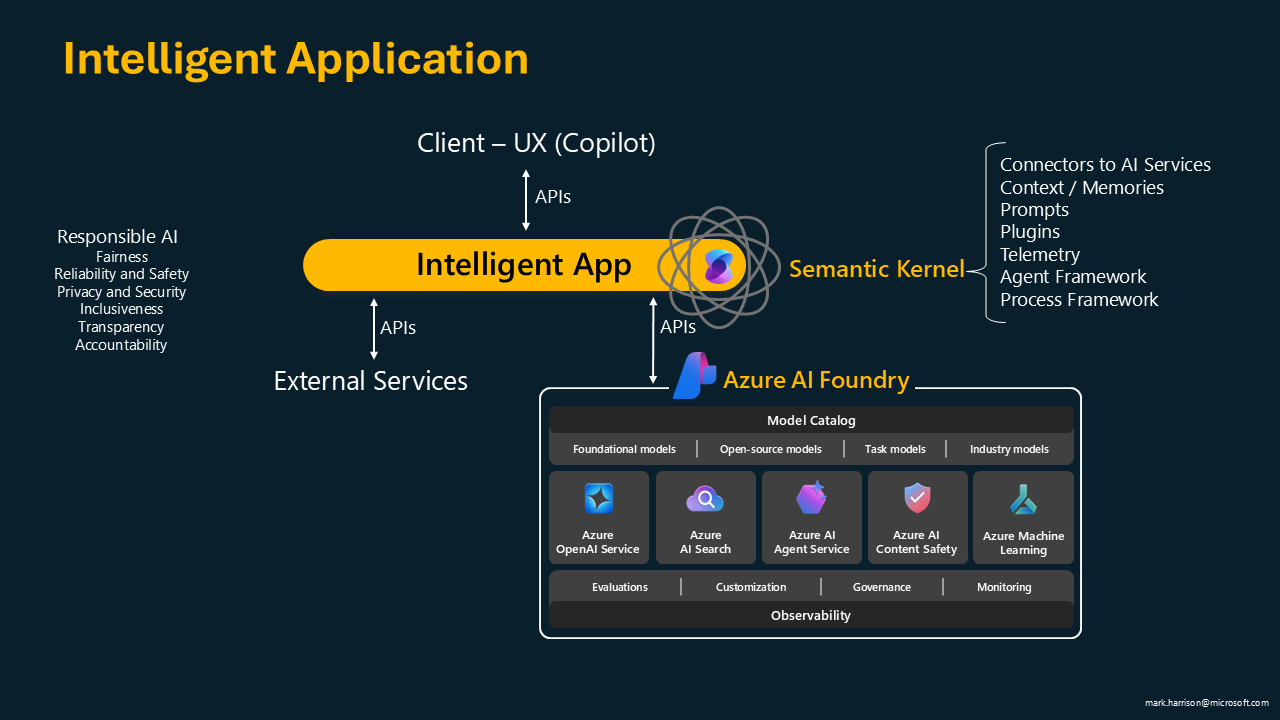 Intelligent Application
Client – UX (Copilot)
APIs
Responsible AI
Fairness
Reliability and Safety
Privacy and Security
Inclusiveness
Transparency
Accountability
Intelligent App
Semantic Kernel
Connectors to AI Services
Context / Memories
Prompts
Plugins
Telemetry
Agent Framework
Process Framework
APIs
External Services
APIs
Azure AI Foundry
Model Catalog
Foundational models
Open-source models
Task models
Industry models
Azure
OpenAI Service
Azure
AI Search
Azure AI
Agent Service
Azure AI
Content Safety
Azure Machine
Learning
Evaluations
Customization
Governance
Monitoring
Observability
mark.harrison@microsoft.com